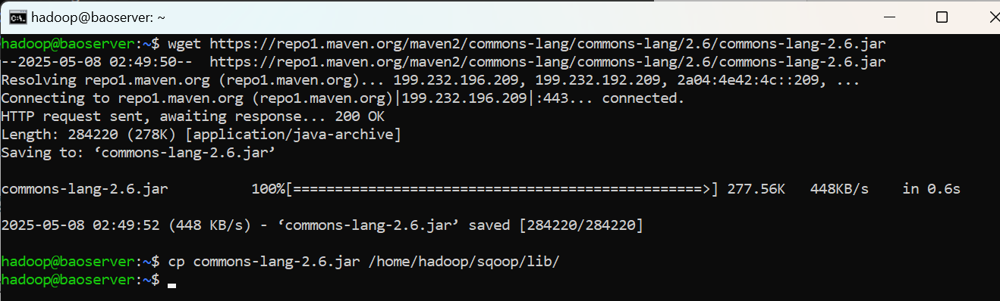 hadoop@baoserver: ~
hadoop@baoserver:~$ wget https://repo1.maven.org/maven2/commons-lang/commons-lang/2.6/commons-lang-2.6.jar
--2025-05-08 02:49:50--  https://repo1.maven.org/maven2/commons-lang/commons-lang/2.6/commons-lang-2.6.jar
Resolving repo1.maven.org (repo1.maven.org)... 199.232.196.209, 199.232.192.209, 2a04:4e42:4c::209, ...
Connecting to repo1.maven.org (repo1.maven.org)|199.232.196.209|:443... connected.
HTTP request sent, awaiting response... 200 OK
Length: 284220 (278K) [application/java-archive]
Saving to: ‘commons-lang-2.6.jar’
commons-lang-2.6.jar          100%[=================================================>] 277.56K   448KB/s    in 0.6s
2025-05-08 02:49:52 (448 KB/s) - ‘commons-lang-2.6.jar’ saved [284220/284220]
hadoop@baoserver:~$ cp commons-lang-2.6.jar /home/hadoop/sqoop/lib/
hadoop@baoserver:~$